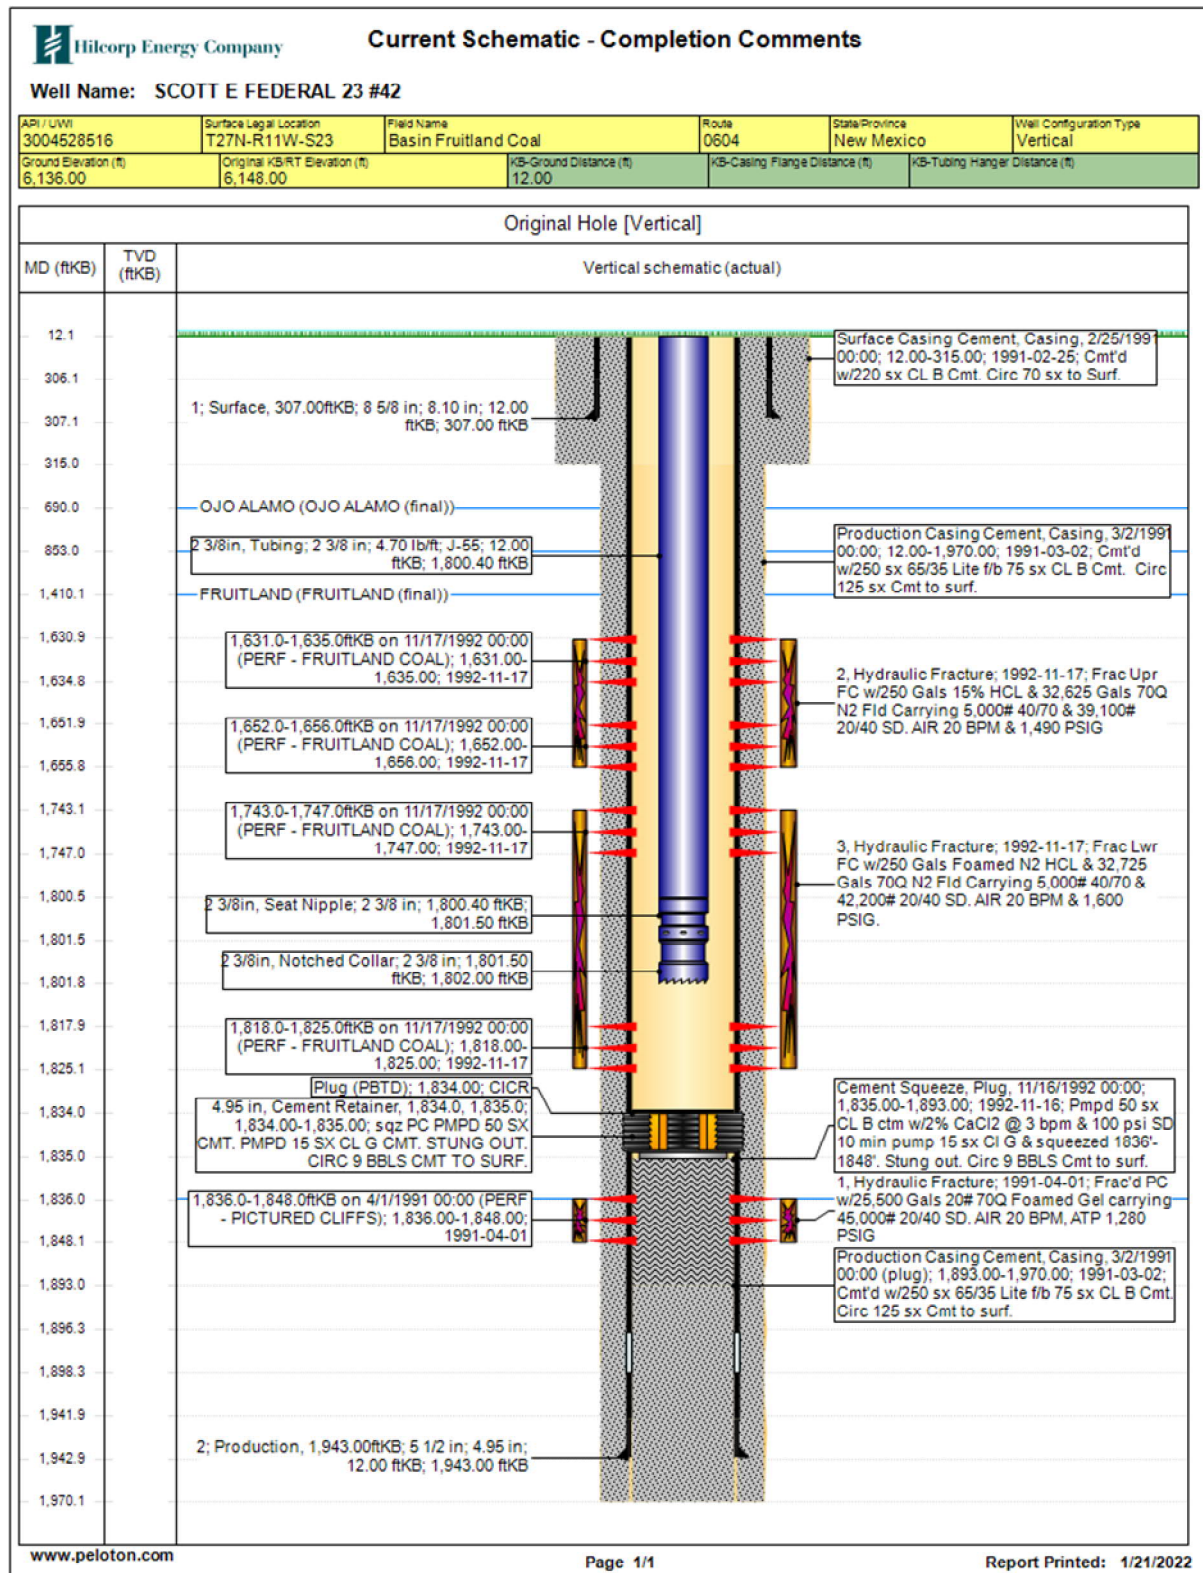 Hilcorp Energy Company
Current Schematic - Completion Comments
Well Name: SCOTT E FEDERAL 23 #42
API / UWI
3004528516
Surface Legal Location
T27N-R11W-S23
Field Name
Basin Fruitland Coal
Route
0604
State/Province
New Mexico
Well Configuration Type
Vertical
Ground Elevation (ft)
6,136.00
Original KB/RT Elevation (ft)
6,148.00
KB-Ground Distance (ft)
12.00
KB-Casing Flange Distance (ft)
KB-Tubing Hanger Distance (ft)
Original Hole [Vertical]
MD (ftKB)
TVD
(ftKB)
Vertical schematic (actual)
12.1
306.1
307.1
315.0
690.0
853.0
1,410.1
1,630.9
1,634.8
1,651.9
1,655.8
1,743.1
1,747.0
1,800.5
1,801.5
1,801.8
1,817.9
1,825.1
1,834.0
1,835.0
1,836.0
1,848.1
1,893.0
1,896.3
1,898.3
1,941.9
1,942.9
1,970.1
1; Surface, 307.00ftKB; 8 5/8 in; 8.10 in; 12.00
ftKB; 307.00 ftKB
OJO ALAMO (OJO ALAMO (final))
2 3/8in, Tubing; 2 3/8 in; 4.70 lb/ft; J-55; 12.00
ftKB; 1,800.40 ftKB
FRUITLAND (FRUITLAND (final))
1,631.0-1,635.0ftKB on 11/17/1992 00:00
(PERF - FRUITLAND COAL); 1,631.00-
1,635.00; 1992-11-17
1,652.0-1,656.0ftKB on 11/17/1992 00:00
(PERF - FRUITLAND COAL); 1,652.00-
1,656.00; 1992-11-17
1,743.0-1,747.0ftKB on 11/17/1992 00:00
(PERF - FRUITLAND COAL); 1,743.00-
1,747.00; 1992-11-17
2 3/8in, Seat Nipple; 2 3/8 in; 1,800.40 ftKB;
1,801.50 ftKB
2 3/8in, Notched Collar; 2 3/8 in; 1,801.50
ftKB; 1,802.00 ftKB
1,818.0-1,825.0ftKB on 11/17/1992 00:00
(PERF - FRUITLAND COAL); 1,818.00-
1,825.00; 1992-11-17
Plug (PBTD); 1,834.00; CICR
4.95 in, Cement Retainer, 1,834.0, 1,835.0;
1,834.00-1,835.00; sqz PC PMPD 50 SX
CMT. PMPD 15 SX CL G CMT. STUNG OUT.
CIRC 9 BBLS CMT TO SURF.
1,836.0-1,848.0ftKB on 4/1/1991 00:00 (PERF
- PICTURED CLIFFS); 1,836.00-1,848.00;
1991-04-01
2; Production, 1,943.00ftKB; 5 1/2 in; 4.95 in;
12.00 ftKB; 1,943.00 ftKB
Surface Casing Cement, Casing, 2/25/1991
00:00; 12.00-315.00; 1991-02-25; Cmt'd
w/220 sx CL B Cmt. Circ 70 sx to Surf.
Production Casing Cement, Casing, 3/2/1991
00:00; 12.00-1,970.00; 1991-03-02; Cmt'd
w/250 sx 65/35 Lite f/b 75 sx CL B Cmt. Circ
125 sx Cmt to surf.
2, Hydraulic Fracture; 1992-11-17; Frac Upr
FC w/250 Gals 15% HCL & 32,625 Gals 70Q
N2 Fld Carrying 5,000# 40/70 & 39,100#
20/40 SD. AIR 20 BPM & 1,490 PSIG
3, Hydraulic Fracture; 1992-11-17; Frac Lwr
FC w/250 Gals Foamed N2 HCL & 32,725
Gals 70Q N2 Fld Carrying 5,000# 40/70 &
42,200# 20/40 SD. AIR 20 BPM & 1,600
PSIG.
Cement Squeeze, Plug, 11/16/1992 00:00;
1,835.00-1,893.00; 1992-11-16; Pmpd 50 sx
CL B ctm w/2% CaCl2 @ 3 bpm & 100 psi SD
10 min pump 15 sx Cl G & squeezed 1836'-
1848'. Stung out. Circ 9 BBLS Cmt to surf.
1, Hydraulic Fracture; 1991-04-01; Frac'd PC
w/25,500 Gals 20# 70Q Foamed Gel carrying
45,000# 20/40 SD. AIR 20 BPM, ATP 1,280
PSIG
Production Casing Cement, Casing, 3/2/1991
00:00 (plug); 1,893.00-1,970.00; 1991-03-02;
Cmt'd w/250 sx 65/35 Lite f/b 75 sx CL B Cmt.
Circ 125 sx Cmt to surf.
www.peloton.com
Page 1/1
Report Printed: 1/21/2022